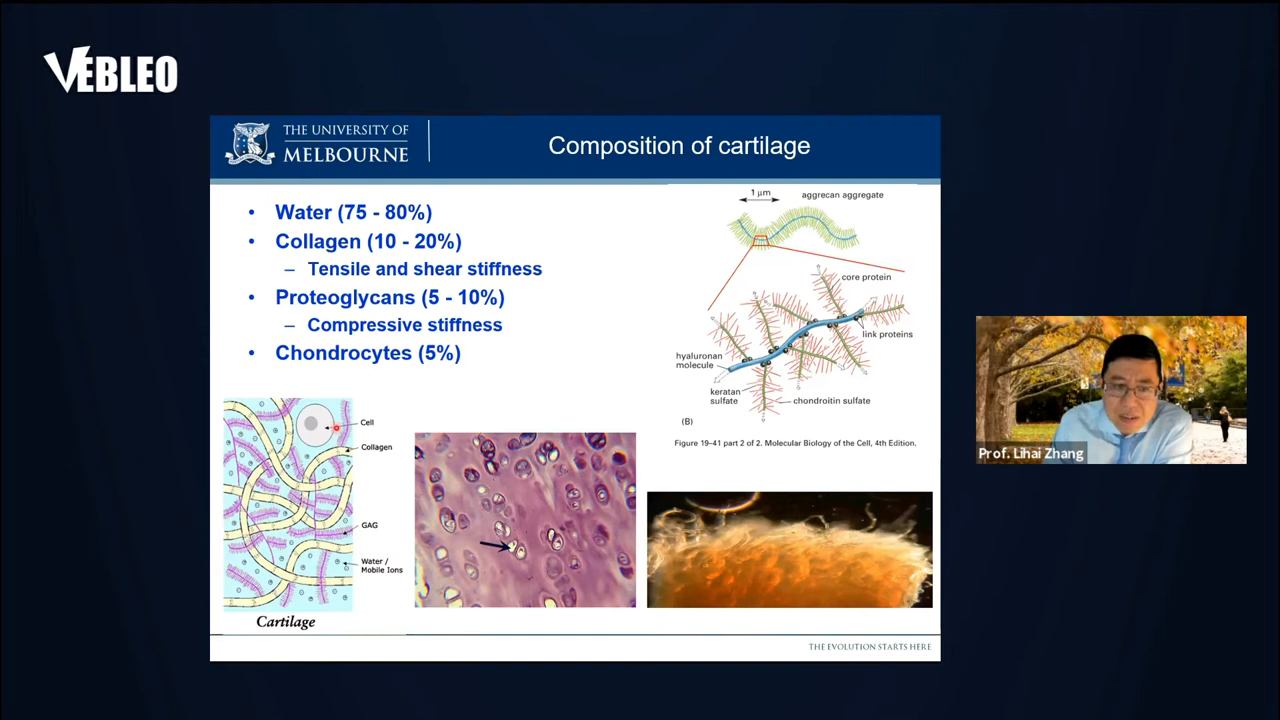 VEBLEO
THE UNIVERSITY OF
MELBOURNE
Composition of cartilage
• Water (75 - 80%)
• Collagen (10 - 20%)
– Tensile and shear stiffness
• Proteoglycans (5 - 10%)
– Compressive stiffness
• Chondrocytes (5%)
1 µm
aggrecan aggregate
core protein
link proteins
hyaluronan
molecule
keratan
sulfate
chondroitin sulfate
(B)
Figure 19–41 part 2 of 2. Molecular Biology of the Cell, 4th Edition.
Cell
Collagen
GAG
Water /
Mobile Ions
Cartilage
THE EVOLUTION STARTS HERE
Prof. Lihai Zhang